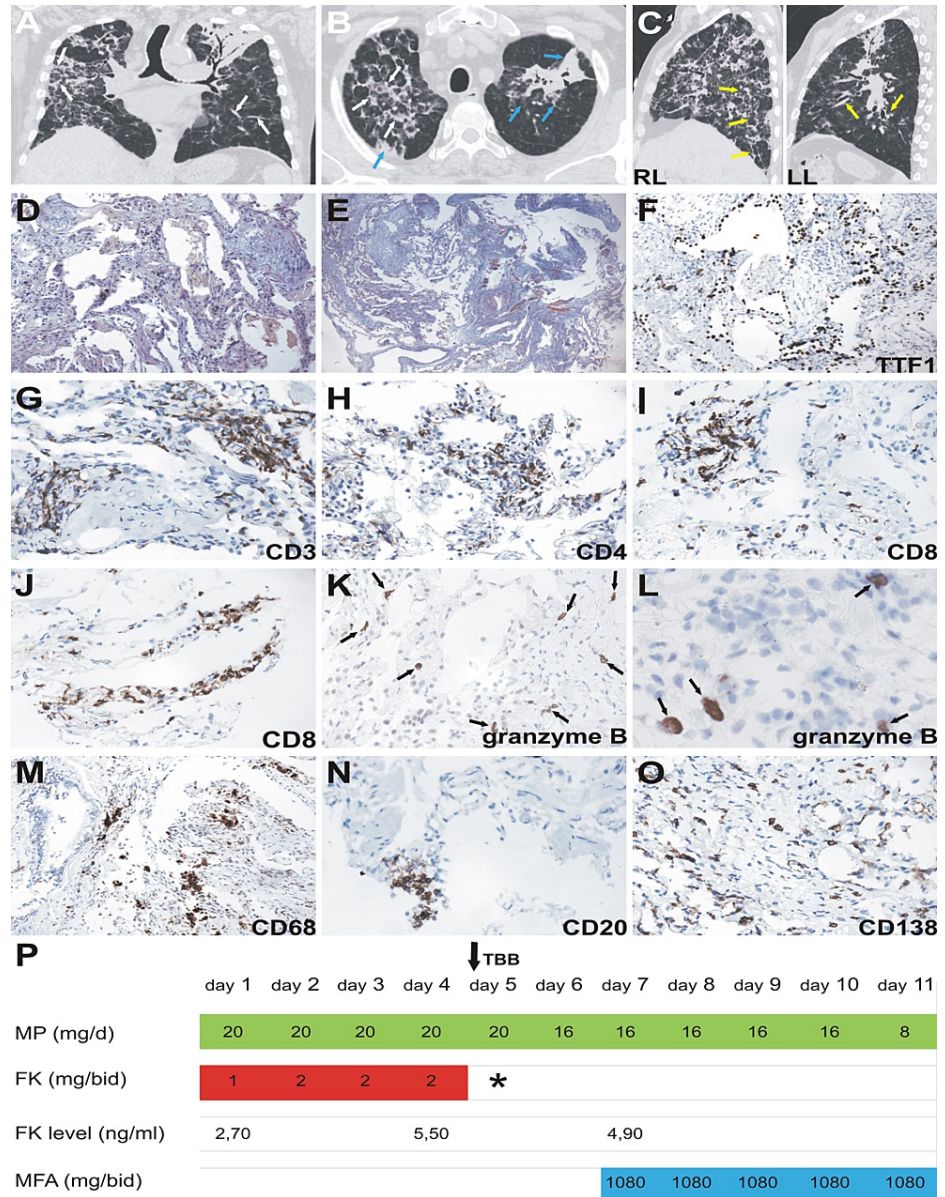 A
B
C
RL
LL
D
E
F
TTF1
G
CD3
H
CD4
I
CD8
J
CD8
K
granzyme B
L
granzyme B
M
CD68
N
CD20
O
CD138
P
TBB
day 1 day 2 day 3 day 4 day 5 day 6 day 7 day 8 day 9 day 10 day 11
MP (mg/d) 20 20 20 20 20 16 16 16 16 16 8
FK (mg/bid) 1 2 2 2 *
FK level (ng/ml) 2,70 5,50 4,90
MFA (mg/bid) 1080 1080 1080 1080 1080